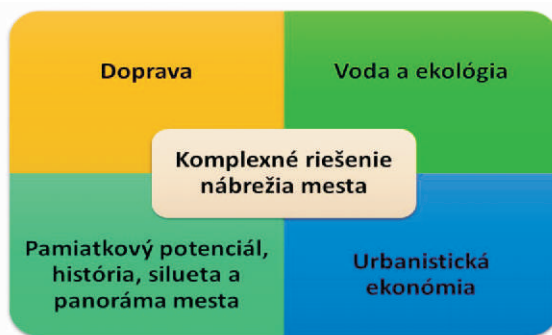 Doprava
Voda a ekológia
Komplexné riešenie
nábrežia mesta
Pamiatkový potenciál,
história, silueta a
panoráma mesta
Urbanistická
ekonómia